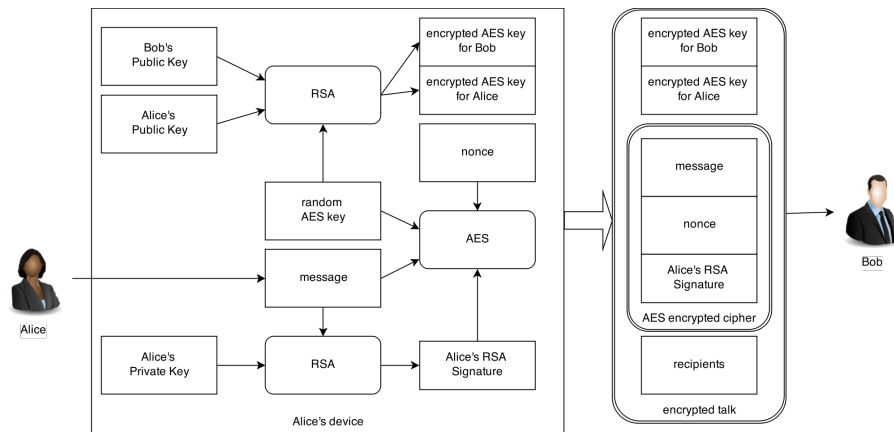 Bob's
Public Key
Alice's
Public Key
RSA
encrypted AES key
for Bob
encrypted AES key
for Alice
nonce
random
AES key
AES
message
Alice
Alice's
Private Key
RSA
Alice's RSA
Signature
Alice's device
encrypted AES key
for Bob
encrypted AES key
for Alice
message
nonce
Alice's RSA
Signature
AES encrypted cipher
recipients
encrypted talk
Bob